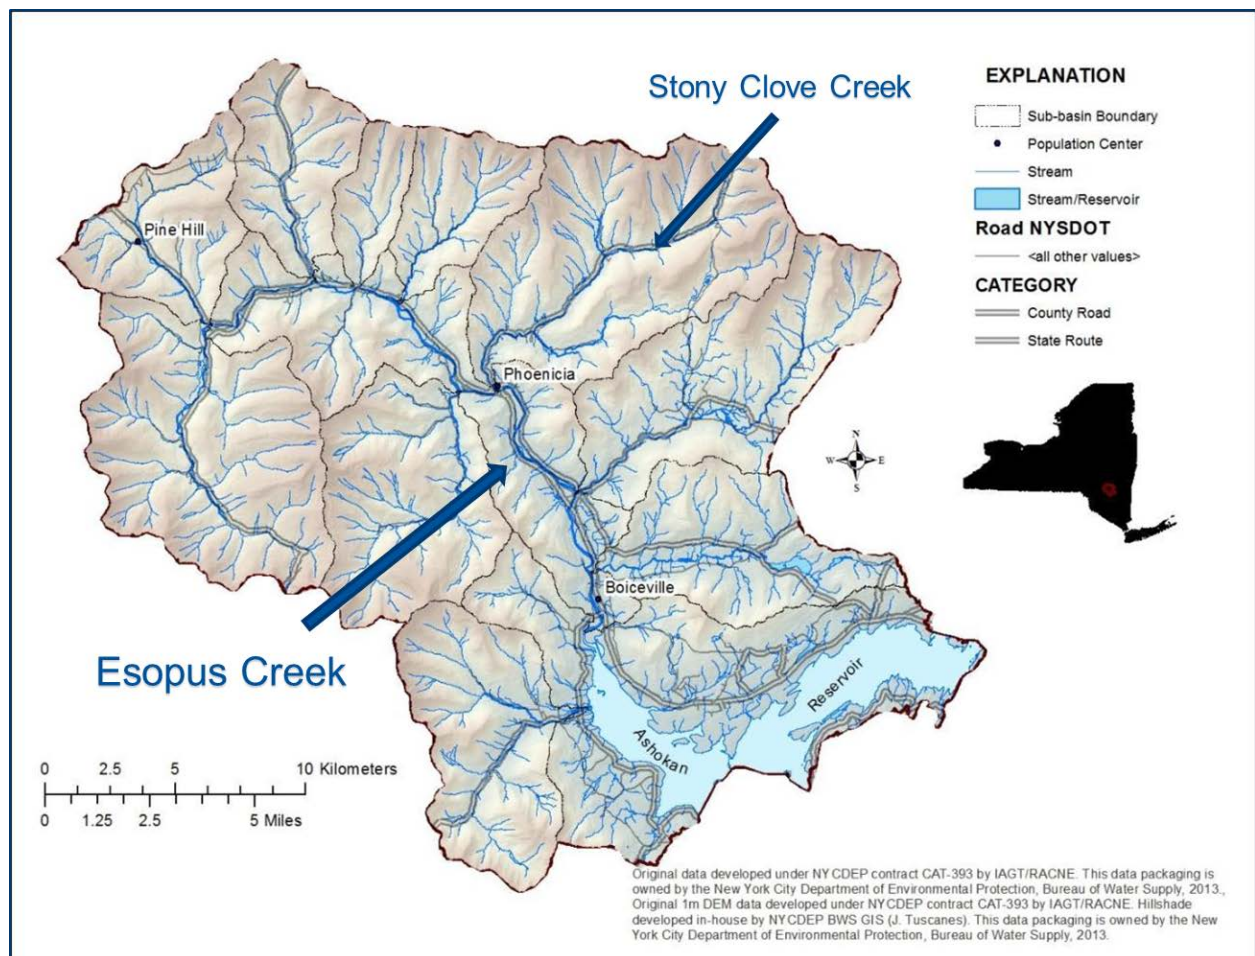 Stony Clove Creek
EXPLANATION
Sub-basin Boundary
Population Center
Stream
Stream/Reservoir
Road NYSDOT
<all other values>
CATEGORY
County Road
State Route
Pine Hill
Phoenicia
N
W E
S
Boiceville
Esopus Creek
Reservoir
Ashokan
0 2.5 5 10 Kilometers
0 1.25 2.5 5 Miles
Original data developed under NYCDEP contract CAT-393 by IAGT/RACNE. This data packaging is
owned by the New York City Department of Environmental Protection, Bureau of Water Supply, 2013.,
Original 1m DEM data developed under NYCDEP contract CAT-393 by IAGT/RACNE. Hillshade
developed in-house by NYCDEP BWS GIS (J. Tuscanes). This data packaging is owned by the New
York City Department of Environmental Protection, Bureau of Water Supply, 2013.